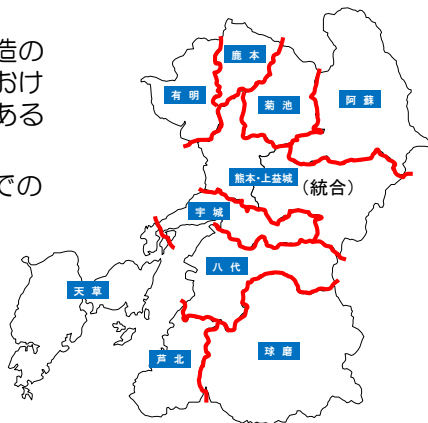 造の
おけ
ある
での
鹿本
有明
菊池
阿蘇
熊本・上益城
(統合)
宇城
八代
天草
芦北
球磨